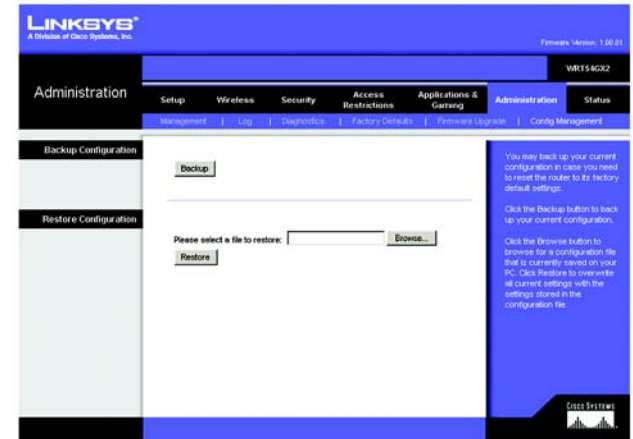 LINKSYS®
A Division of Cisco Systems, Inc.
Firmware Version: 1.00.01
WRT54GX2
Administration
Setup Wireless Security Access Restrictions Applications & Gaming Administration Status
Management | Log | Diagnostics | Factory Defaults | Firmware Upgrade | Config Management
Backup Configuration
Backup
Restore Configuration
Please select a file to restore: Browse...
Restore
You may back up your current
configuration in case you need
to reset the router to its factory
default settings.
Click the Backup button to back
up your current configuration.
Click the Browse button to
browse for a configuration file
that is currently saved on your
PC. Click Restore to overwrite
all current settings with the
settings stored in the
configuration file.
CISCO SYSTEMS